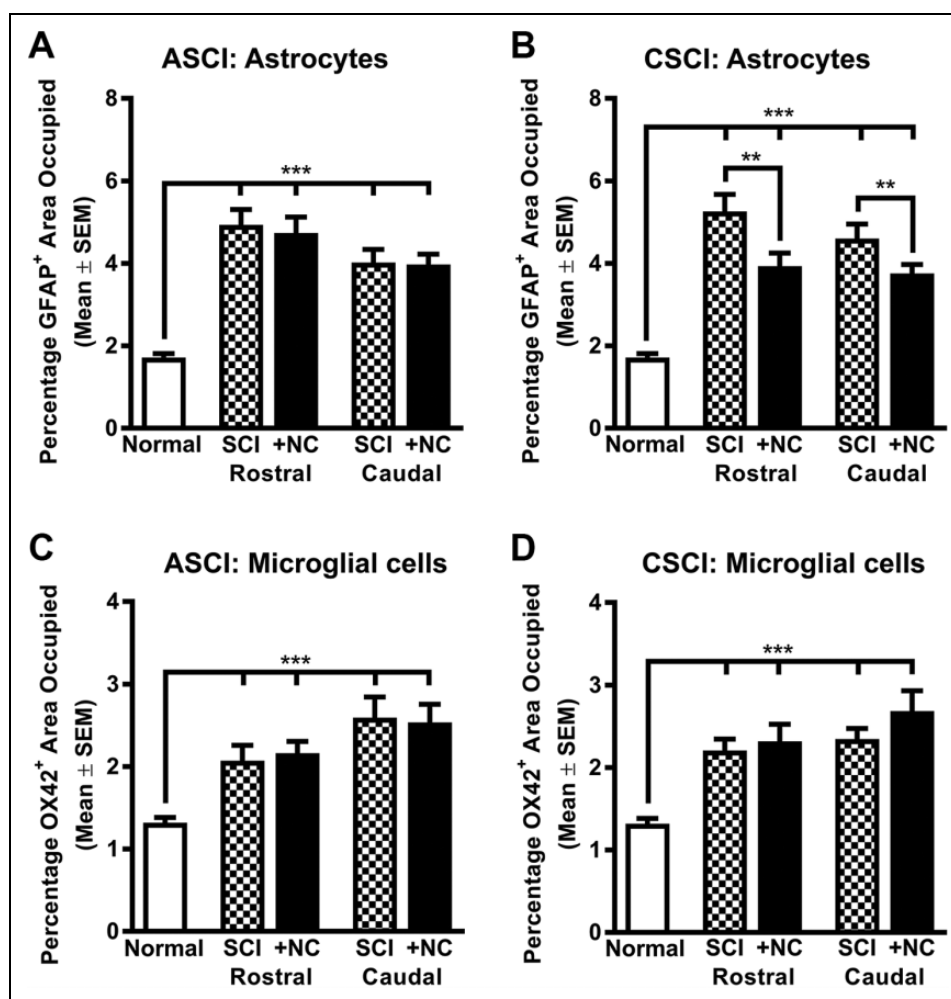 A
ASCI: Astrocytes
Percentage GFAP+ Area Occupied
(Mean ± SEM)
8
6
4
2
0
***
Normal SCI +NC SCI +NC
Rostral Caudal
B
CSCI: Astrocytes
Percentage GFAP+ Area Occupied
(Mean ± SEM)
8
6
4
2
0
***
**
**
Normal SCI +NC SCI +NC
Rostral Caudal
C
ASCI: Microglial cells
Percentage OX42+ Area Occupied
(Mean ± SEM)
4
3
2
1
0
***
Normal SCI +NC SCI +NC
Rostral Caudal
D
CSCI: Microglial cells
Percentage OX42+ Area Occupied
(Mean ± SEM)
4
3
2
1
0
***
Normal SCI +NC SCI +NC
Rostral Caudal